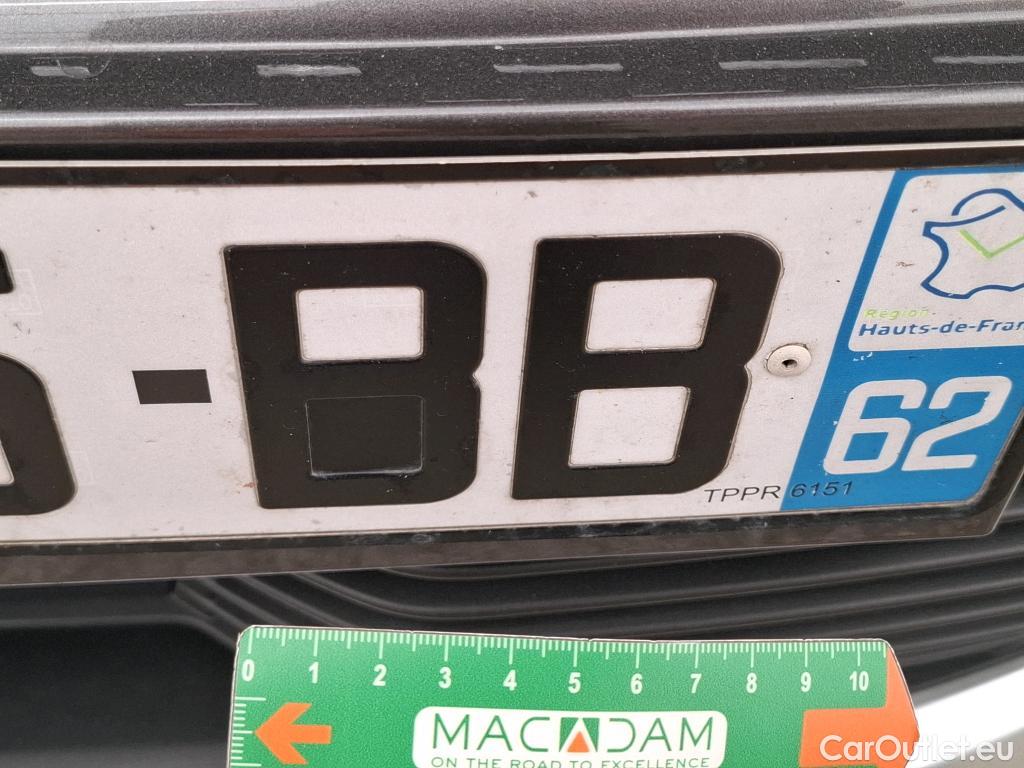 -BB
Région
Hauts-de-Fran
62
TPPR 6151
0 1 2 3 4 5 6 7 8 9 10
MACADAM
ON THE ROAD TO EXCELLENCE
CarOutlet.eu